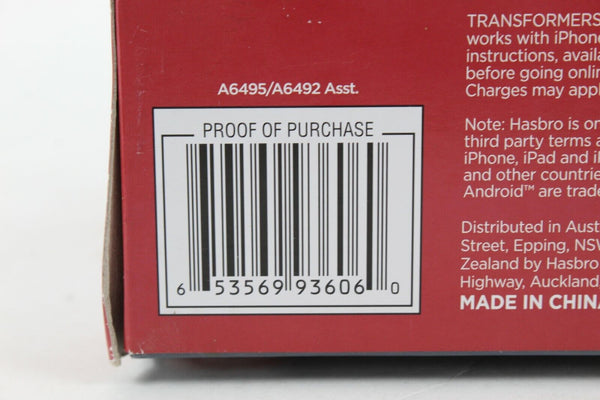 A6495/A6492 Asst.
PROOF OF PURCHASE
6 53569 93606 0
TRANSFORMERS
works with iPhone
instructions, avail
before going onli
Charges may appl
Note: Hasbro is on
third party terms a
iPhone, iPad and i
and other countrie
Android™ are trade
Distributed in Aust
Street, Epping, NSW
Zealand by Hasbro
Highway, Auckland,
MADE IN CHINA